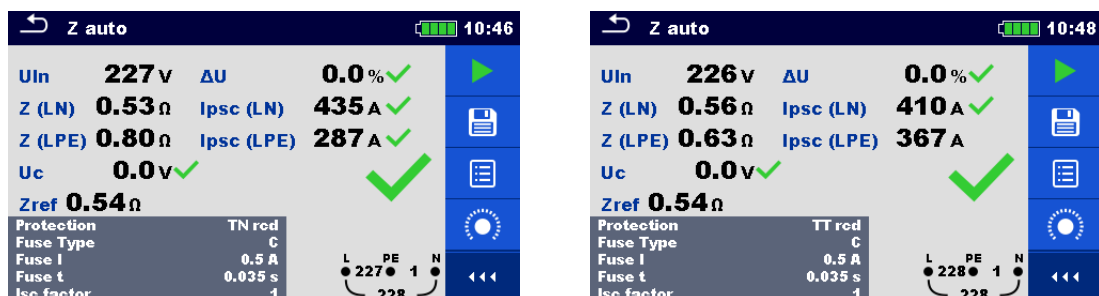 Z auto 10:46
Uln 227 V ΔU 0.0 %
Z (LN) 0.53 Ω Ipsc (LN) 435 A
Z (LPE) 0.80 Ω Ipsc (LPE) 287 A
Uc 0.0 V
Zref 0.54 Ω
Protection TN rcd
Fuse Type C
Fuse I 0.5 A
Fuse t 0.035 s
Isc factor 1
L PE N
227 1
228
Z auto 10:48
Uln 226 V ΔU 0.0 %
Z (LN) 0.56 Ω Ipsc (LN) 410 A
Z (LPE) 0.63 Ω Ipsc (LPE) 367 A
Uc 0.0 V
Zref 0.54 Ω
Protection TT rcd
Fuse Type C
Fuse I 0.5 A
Fuse t 0.035 s
Isc factor 1
L PE N
228 1
228